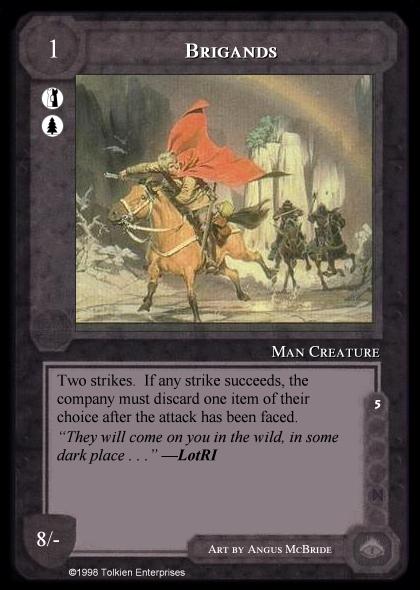 1
BRIGANDS
MAN CREATURE
Two strikes. If any strike succeeds, the
company must discard one item of their
choice after the attack has been faced.
“They will come on you in the wild, in some
dark place . . .” —LotRI
5
8/-
ART BY ANGUS MCBRIDE
©1998 Tolkien Enterprises